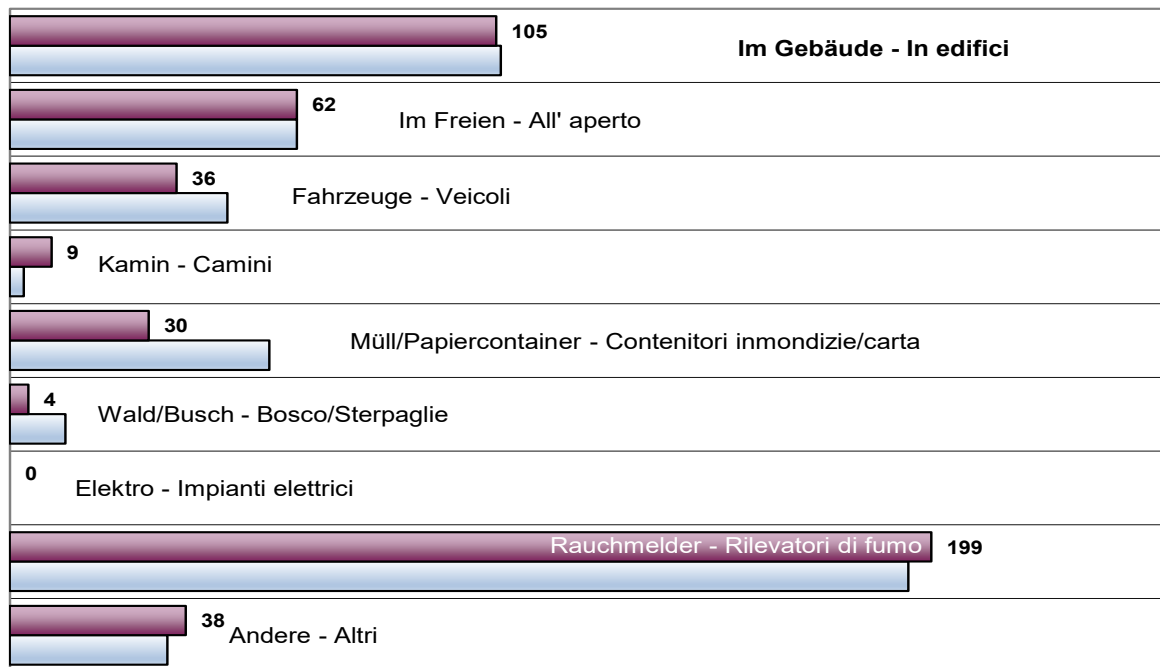 105 Im Gebäude - In edifici
62 Im Freien - All' aperto
36 Fahrzeuge - Veicoli
9 Kamin - Camini
30 Müll/Papiercontainer - Contenitori inmondizie/carta
4 Wald/Busch - Bosco/Sterpaglie
0 Elektro - Impianti elettrici
Rauchmelder - Rilevatori di fumo 199
38 Andere - Altri